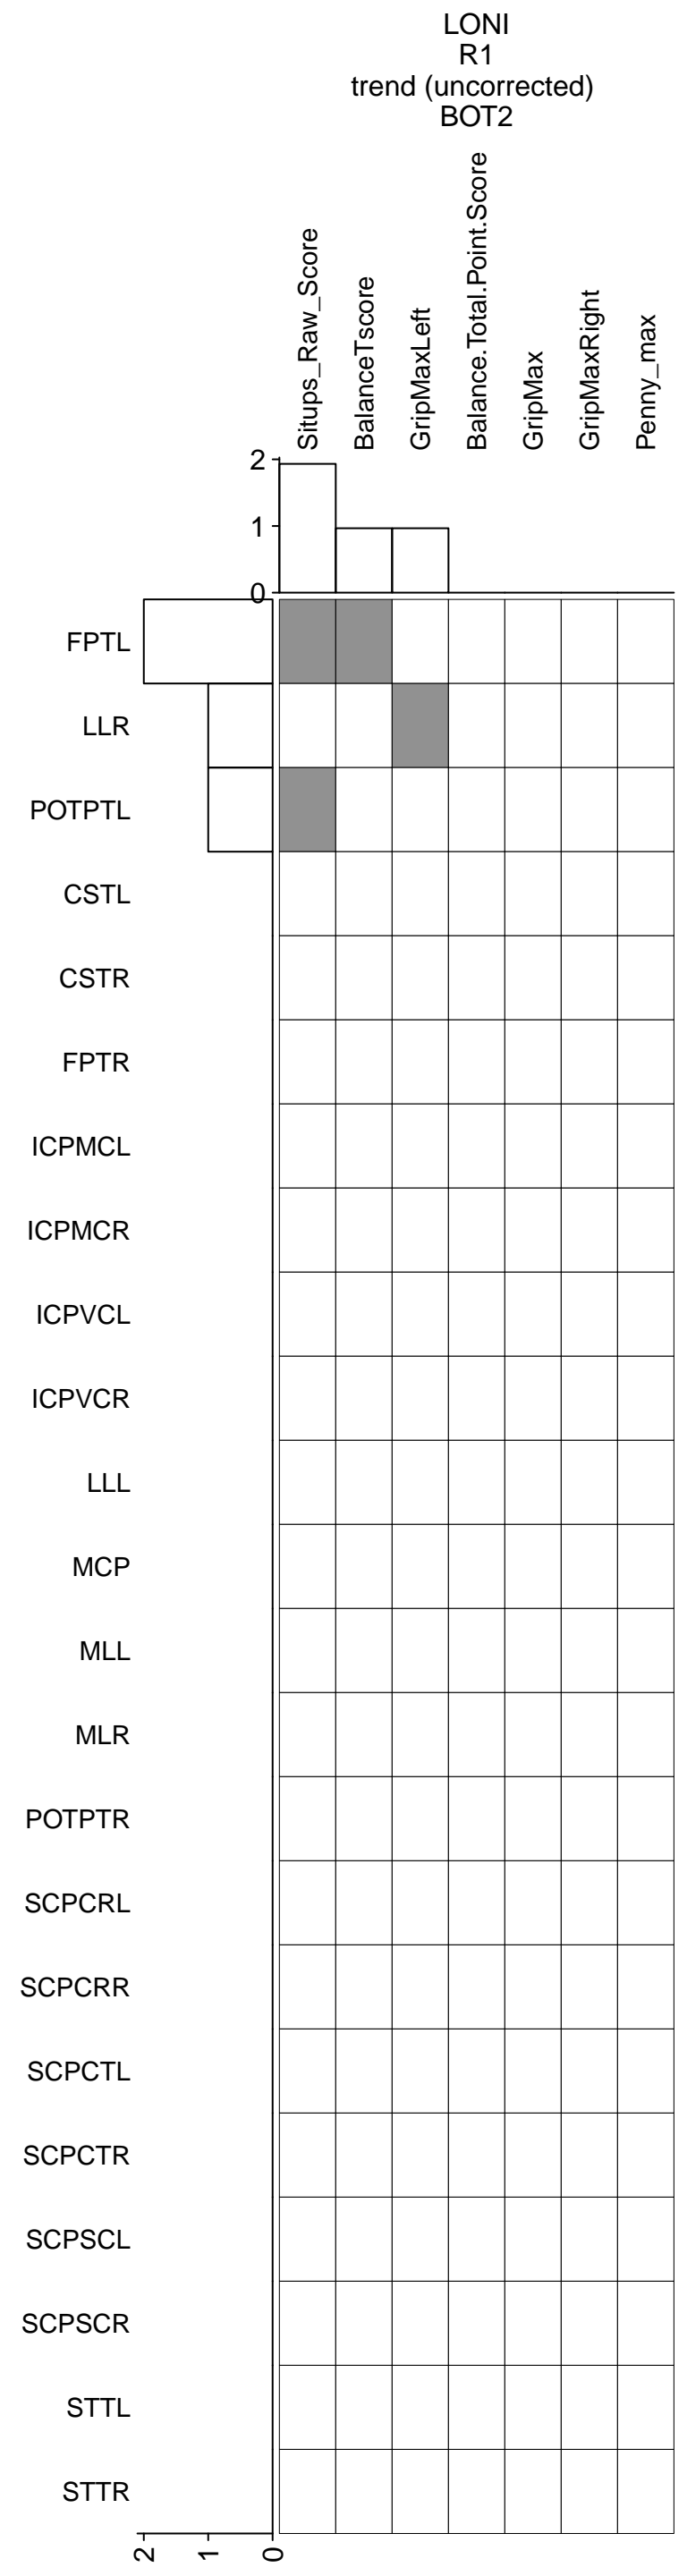 LONI
R1
trend (uncorrected)
BOT2
Situps_Raw_Score
BalanceTscore
GripMaxLeft
Balance.Total.Point.Score
GripMax
GripMaxRight
Penny_max
2
1
0
FPTL
LLR
POTPTL
CSTL
CSTR
FPTR
ICPMCL
ICPMCR
ICPVCL
ICPVCR
LLL
MCP
MLL
MLR
POTPTR
SCPCRL
SCPCRR
SCPCTL
SCPCTR
SCPSCL
SCPSCR
STTL
STTR
2
1
0